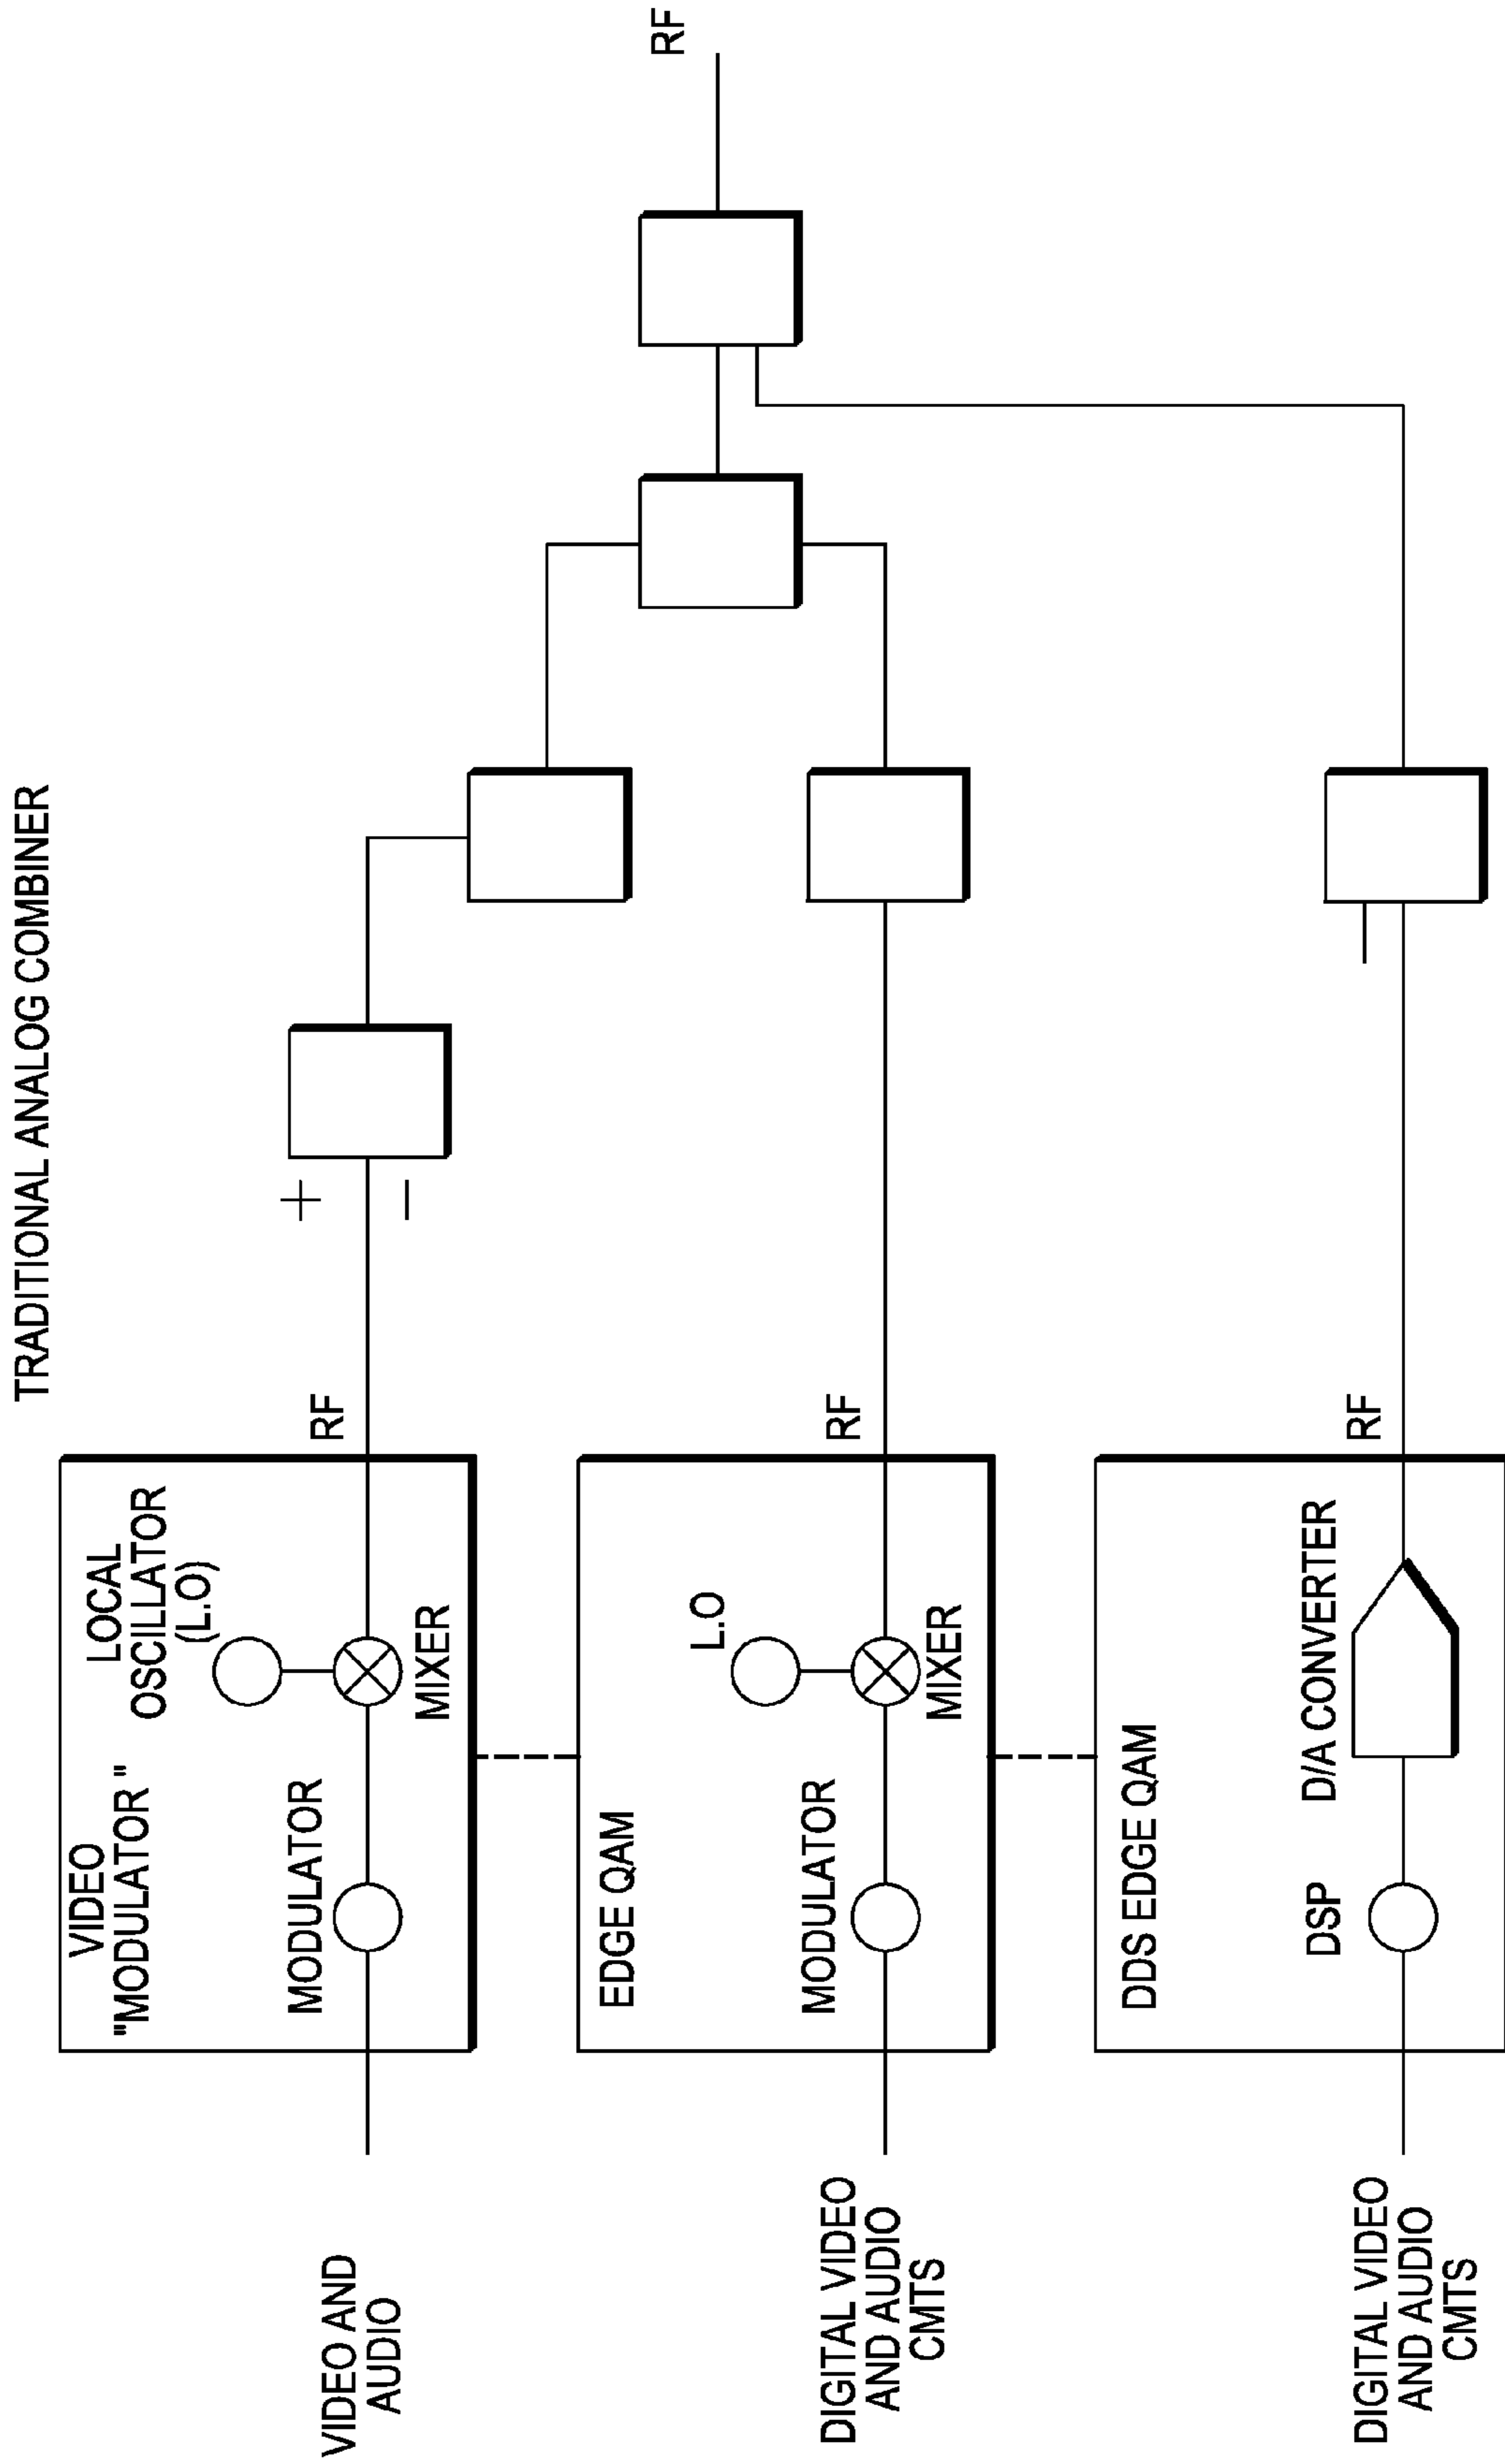 TRADITIONAL ANALOG COMBINER
VIDEO
"MODULATOR"
LOCAL
OSCILLATOR
(L.O)
MODULATOR
MIXER
RF
+
−
VIDEO AND
AUDIO
EDGE QAM
L.O
MODULATOR
MIXER
RF
RF
DIGITAL VIDEO
AND AUDIO
CMTS
DDS EDGE QAM
DSP
D/A CONVERTER
RF
DIGITAL VIDEO
AND AUDIO
CMTS